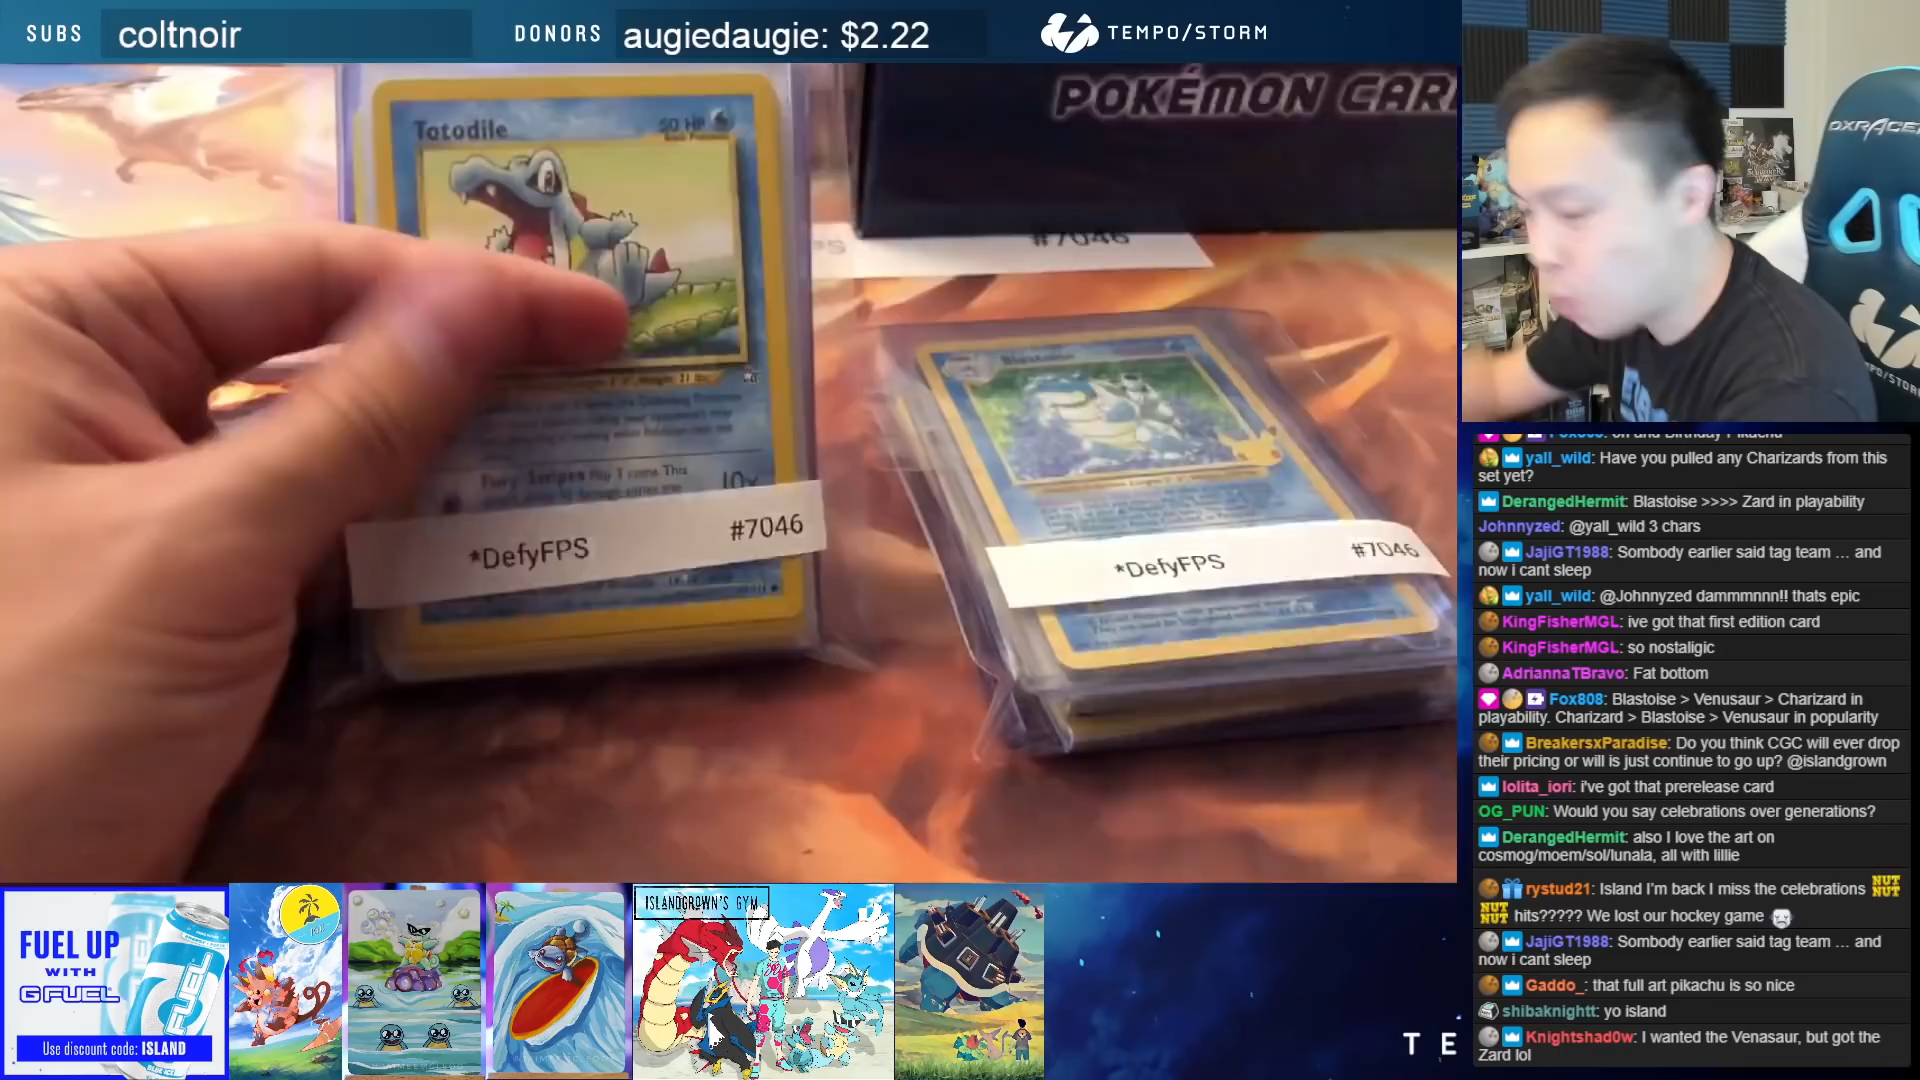 SUBS
coltnoir
DONORS
augiedaugie: $2.22
TEMPO/STORM
POKÉMON CAR
Totodile
50 HP
#7046
10x
*DefyFPS
#7046
*DefyFPS
#7046
DXRACER
yall_wild: Have you pulled any Charizards from this
set yet?
DerangedHermit: Blastoise >>>> Zard in playability
Johnnyzed: @yall_wild 3 chars
JajiGT1988: Sombody earlier said tag team ... and
now i cant sleep
yall_wild: @Johnnyzed dammmnnn!! thats epic
KingFisherMGL: ive got that first edition card
KingFisherMGL: so nostaligic
AdriannaTBravo: Fat bottom
Fox808: Blastoise > Venusaur > Charizard in
playability. Charizard > Blastoise > Venusaur in popularity
BreakersxParadise: Do you think CGC will ever drop
their pricing or will is just continue to go up? @islandgrown
lolita_iori: i've got that prerelease card
OG_PUN: Would you say celebrations over generations?
DerangedHermit: also I love the art on
cosmog/moem/sol/lunala, all with lillie
rystud21: Island I'm back I miss the celebrations NUT NUT
NUT NUT hits????? We lost our hockey game
JajiGT1988: Sombody earlier said tag team ... and
now i cant sleep
Gaddo_: that full art pikachu is so nice
shibaknightt: yo island
Knightshad0w: I wanted the Venasaur, but got the
Zard lol
FUEL UP
WITH
G FUEL
Use discount code: ISLAND
ISLANDGROWN'S GYM
T E